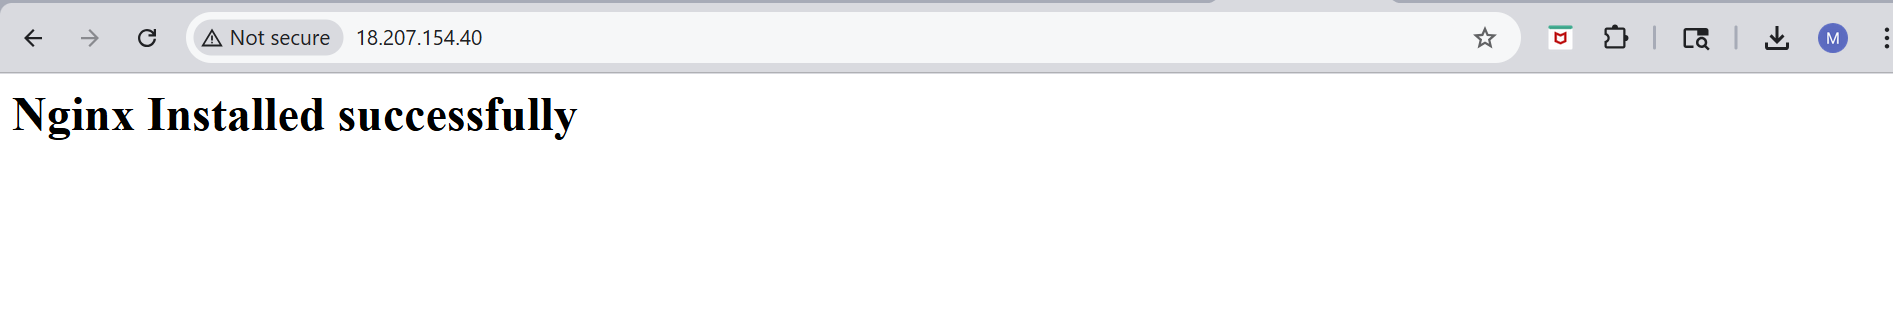 Not secure
18.207.154.40
M
Nginx Installed successfully